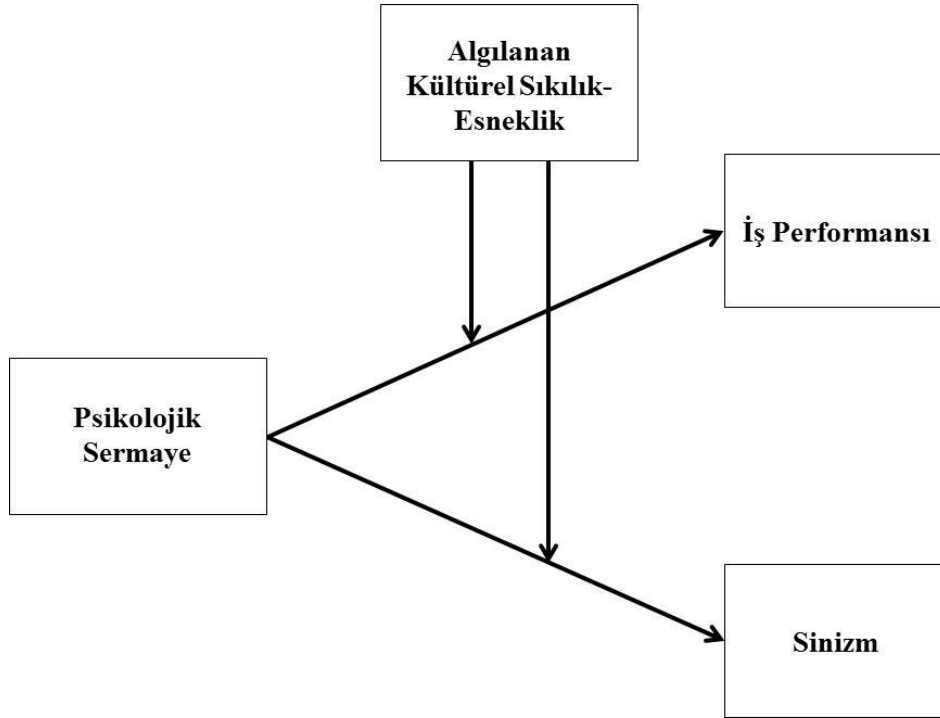 Algılanan
Kültürel Sıkılık-
Esneklik
İş Performansı
Psikolojik
Sermaye
Sinizm